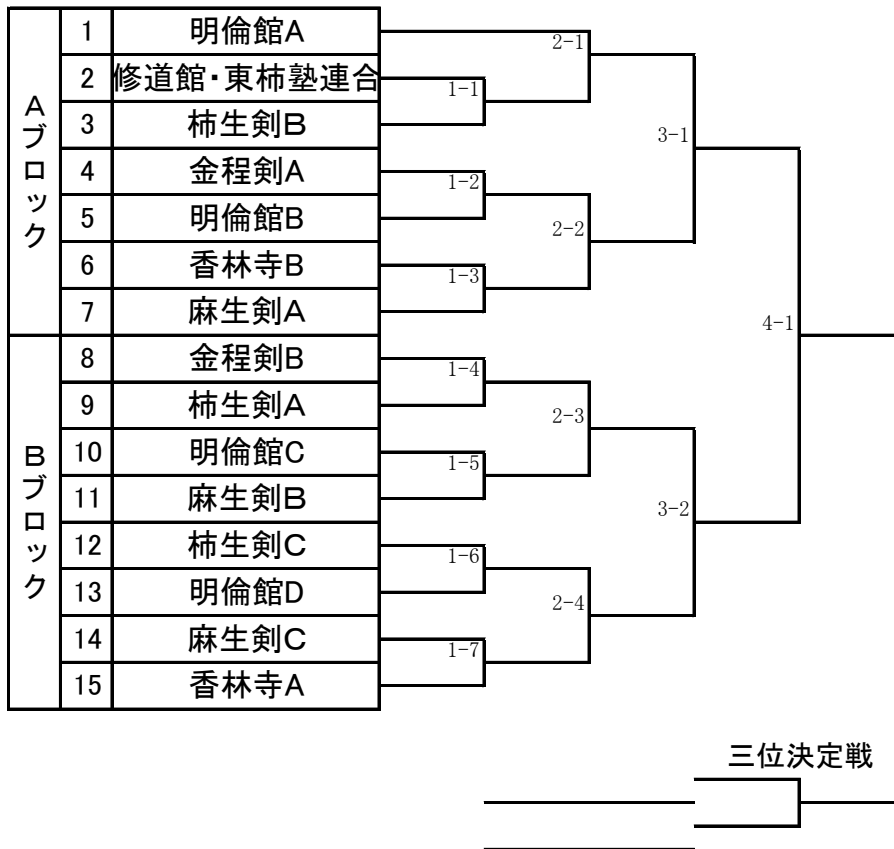 Aブロック
1 明倫館A
2 修道館・東柿塾連合
3 柿生剣B
4 金程剣A
5 明倫館B
6 香林寺B
7 麻生剣A
Bブロック
8 金程剣B
9 柿生剣A
10 明倫館C
11 麻生剣B
12 柿生剣C
13 明倫館D
14 麻生剣C
15 香林寺A
1-1
1-2
1-3
1-4
1-5
1-6
1-7
2-1
2-2
2-3
2-4
3-1
3-2
4-1
三位決定戦